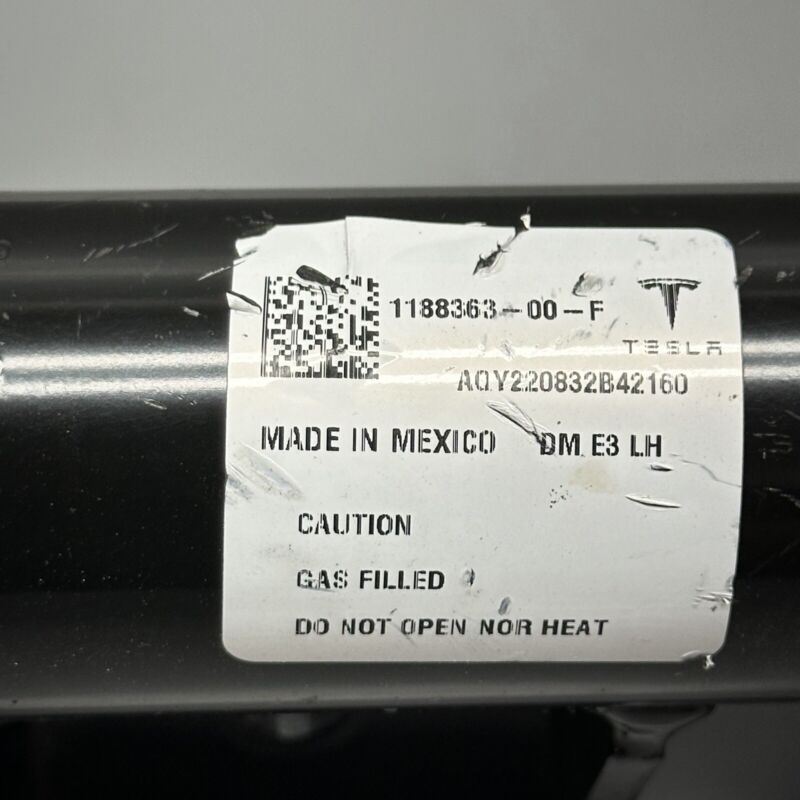 1188363-00-F
TESLA
AQY220832B42160
MADE IN MEXICO DM E3 LH
CAUTION
GAS FILLED
DO NOT OPEN NOR HEAT